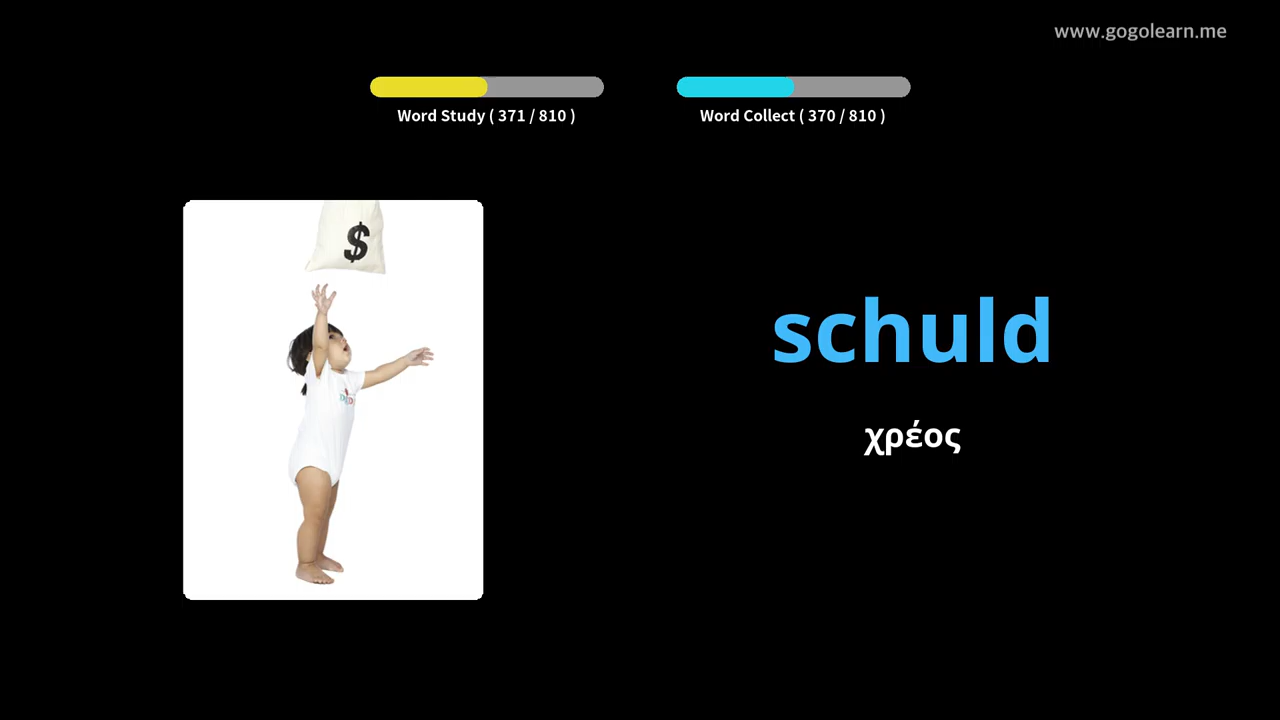 www.gogolearn.me
Word Study ( 371 / 810 )
Word Collect ( 370 / 810 )
$
schuld
χρέος